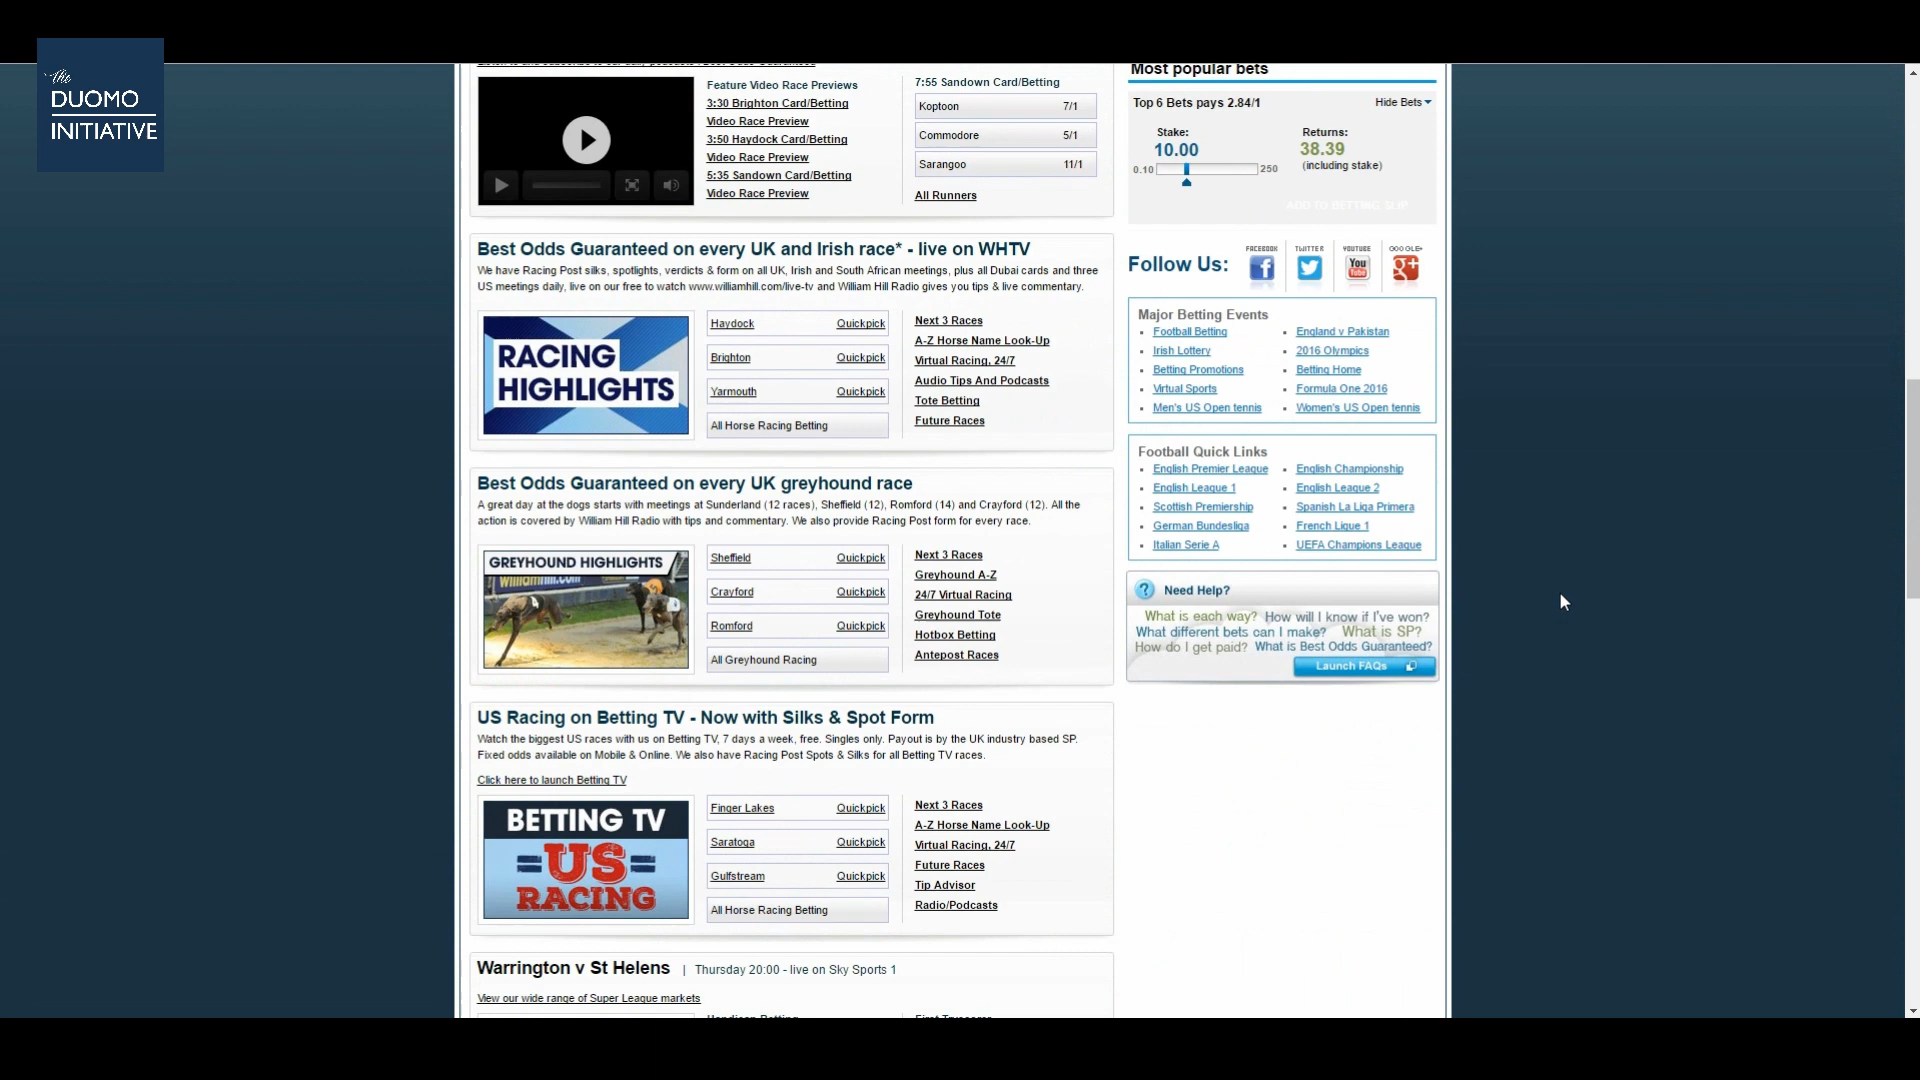 the
DUOMO
INITIATIVE
Feature Video Race Previews
3:30 Brighton Card/Betting
Video Race Preview
3:50 Haydock Card/Betting
Video Race Preview
5:35 Sandown Card/Betting
Video Race Preview
7:55 Sandown Card/Betting
Koptoon 7/1
Commodore 5/1
Sarangoo 11/1
All Runners
Best Odds Guaranteed on every UK and Irish race* - live on WHTV
We have Racing Post silks, spotlights, verdicts & form on all UK, Irish and South African meetings, plus all Dubai cards and three
US meetings daily, live on our free to watch www.williamhill.com/live-tv and William Hill Radio gives you tips & live commentary.
RACING
HIGHLIGHTS
Haydock Quickpick
Brighton Quickpick
Yarmouth Quickpick
All Horse Racing Betting
Next 3 Races
A-Z Horse Name Look-Up
Virtual Racing, 24/7
Audio Tips And Podcasts
Tote Betting
Future Races
Best Odds Guaranteed on every UK greyhound race
A great day at the dogs starts with meetings at Sunderland (12 races), Sheffield (12), Romford (14) and Crayford (12). All the
action is covered by William Hill Radio with tips and commentary. We also provide Racing Post form for every race.
GREYHOUND HIGHLIGHTS
williamhill.com
4
Sheffield Quickpick
Crayford Quickpick
Romford Quickpick
All Greyhound Racing
Next 3 Races
Greyhound A-Z
24/7 Virtual Racing
Greyhound Tote
Hotbox Betting
Antepost Races
US Racing on Betting TV - Now with Silks & Spot Form
Watch the biggest US races with us on Betting TV, 7 days a week, free. Singles only. Payout is by the UK industry based SP.
Fixed odds available on Mobile & Online. We also have Racing Post Spots & Silks for all Betting TV races.
Click here to launch Betting TV
BETTING TV
US
RACING
Finger Lakes Quickpick
Saratoga Quickpick
Gulfstream Quickpick
All Horse Racing Betting
Next 3 Races
A-Z Horse Name Look-Up
Virtual Racing, 24/7
Future Races
Tip Advisor
Radio/Podcasts
Warrington v St Helens | Thursday 20:00 - live on Sky Sports 1
View our wide range of Super League markets
Most popular bets
Top 6 Bets pays 2.84/1 Hide Bets
Stake: Returns:
10.00 38.39
0.10 250 (including stake)
ADD TO BETTING SLIP
Follow Us:
FACEBOOK TWITTER YOUTUBE GOOGLE+
You
Tube
Major Betting Events
Football Betting England v Pakistan
Irish Lottery 2016 Olympics
Betting Promotions Betting Home
Virtual Sports Formula One 2016
Men's US Open tennis Women's US Open tennis
Football Quick Links
English Premier League English Championship
English League 1 English League 2
Scottish Premiership Spanish La Liga Primera
German Bundesliga French Ligue 1
Italian Serie A UEFA Champions League
? Need Help?
What is each way? How will I know if I've won?
What different bets can I make? What is SP?
How do I get paid? What is Best Odds Guaranteed?
Launch FAQs